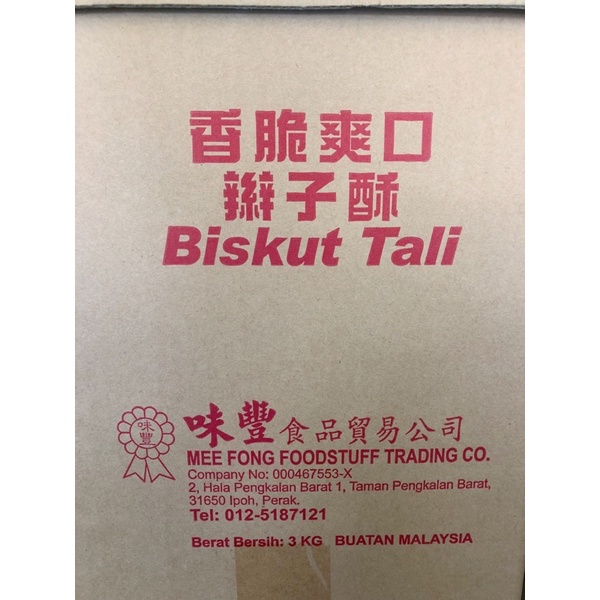 香脆爽口
辮子酥
Biskut Tali
味豐
味豐食品貿易公司
MEE FONG FOODSTUFF TRADING CO.
Company No: 000467553-X
2, Hala Pengkalan Barat 1, Taman Pengkalan Barat,
31650 Ipoh, Perak.
Tel: 012-5187121
Berat Bersih: 3 KG BUATAN MALAYSIA